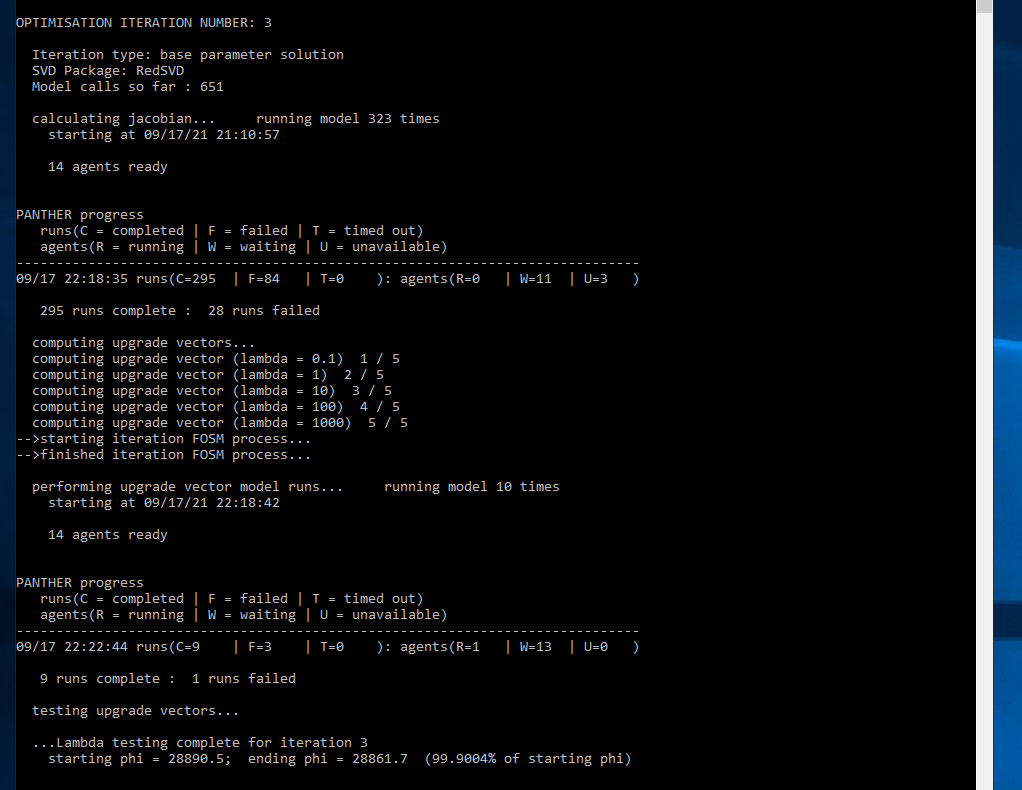 OPTIMISATION ITERATION NUMBER: 3
Iteration type: base parameter solution
SVD Package: RedSVD
Model calls so far : 651
calculating jacobian...     running model 323 times
starting at 09/17/21 21:10:57
14 agents ready
PANTHER progress
runs(C = completed | F = failed | T = timed out)
agents(R = running | W = waiting | U = unavailable)
------------------------------------------------------------------------------
09/17 22:18:35 runs(C=295  | F=84   | T=0    ): agents(R=0   | W=11  | U=3   )
295 runs complete :  28 runs failed
computing upgrade vectors...
computing upgrade vector (lambda = 0.1)  1 / 5
computing upgrade vector (lambda = 1)  2 / 5
computing upgrade vector (lambda = 10)  3 / 5
computing upgrade vector (lambda = 100)  4 / 5
computing upgrade vector (lambda = 1000)  5 / 5
-->starting iteration FOSM process...
-->finished iteration FOSM process...
performing upgrade vector model runs...     running model 10 times
starting at 09/17/21 22:18:42
14 agents ready
PANTHER progress
runs(C = completed | F = failed | T = timed out)
agents(R = running | W = waiting | U = unavailable)
------------------------------------------------------------------------------
09/17 22:22:44 runs(C=9    | F=3    | T=0    ): agents(R=1   | W=13  | U=0   )
9 runs complete :  1 runs failed
testing upgrade vectors...
...Lambda testing complete for iteration 3
starting phi = 28890.5;  ending phi = 28861.7  (99.9004% of starting phi)